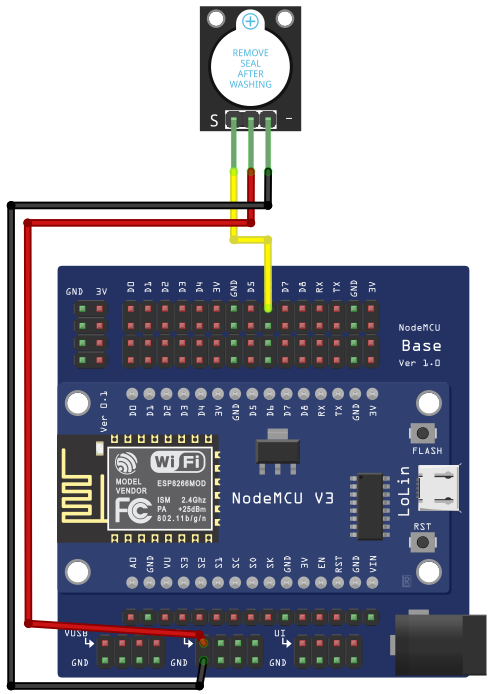 REMOVE
SEAL
AFTER
WASHING
S -
GND 3V D0 D1 D2 D3 D4 3V GND D5 D7 D8 RX TX GND 3V
NodeMCU
Base
Ver 1.0
Ver 0.1
D0 D1 D2 D3 D4 3V GND D5 D6 D7 D8 RX TX GND 3V
FLASH
WiFi
MODEL ESP8266MOD
VENDOR
FC
ISM 2.4Ghz
PA +25dBm
802.11b/g/n
NodeMCU V3
LoLin
RST
A0 GND VU S3 S2 S1 SC S0 SK GND 3V EN RST GND VIN
VUSB UI
GND GND GND